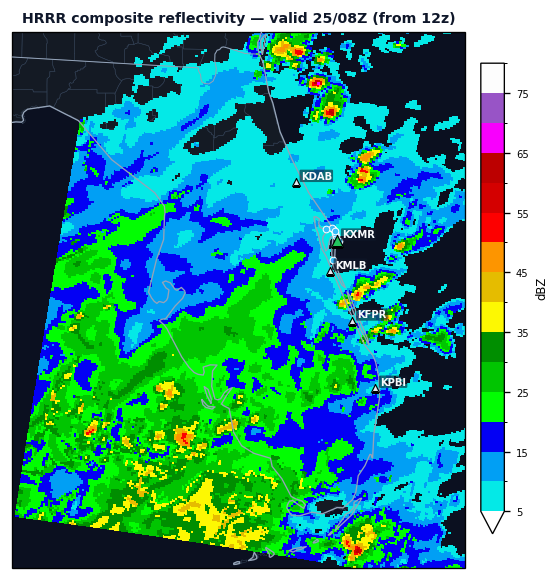 HRRR composite reflectivity — valid 25/08Z (from 12z)
KDAB
KXMR
KMLB
KFPR
KPBI
75
65
55
45
35
25
15
5
dBZ